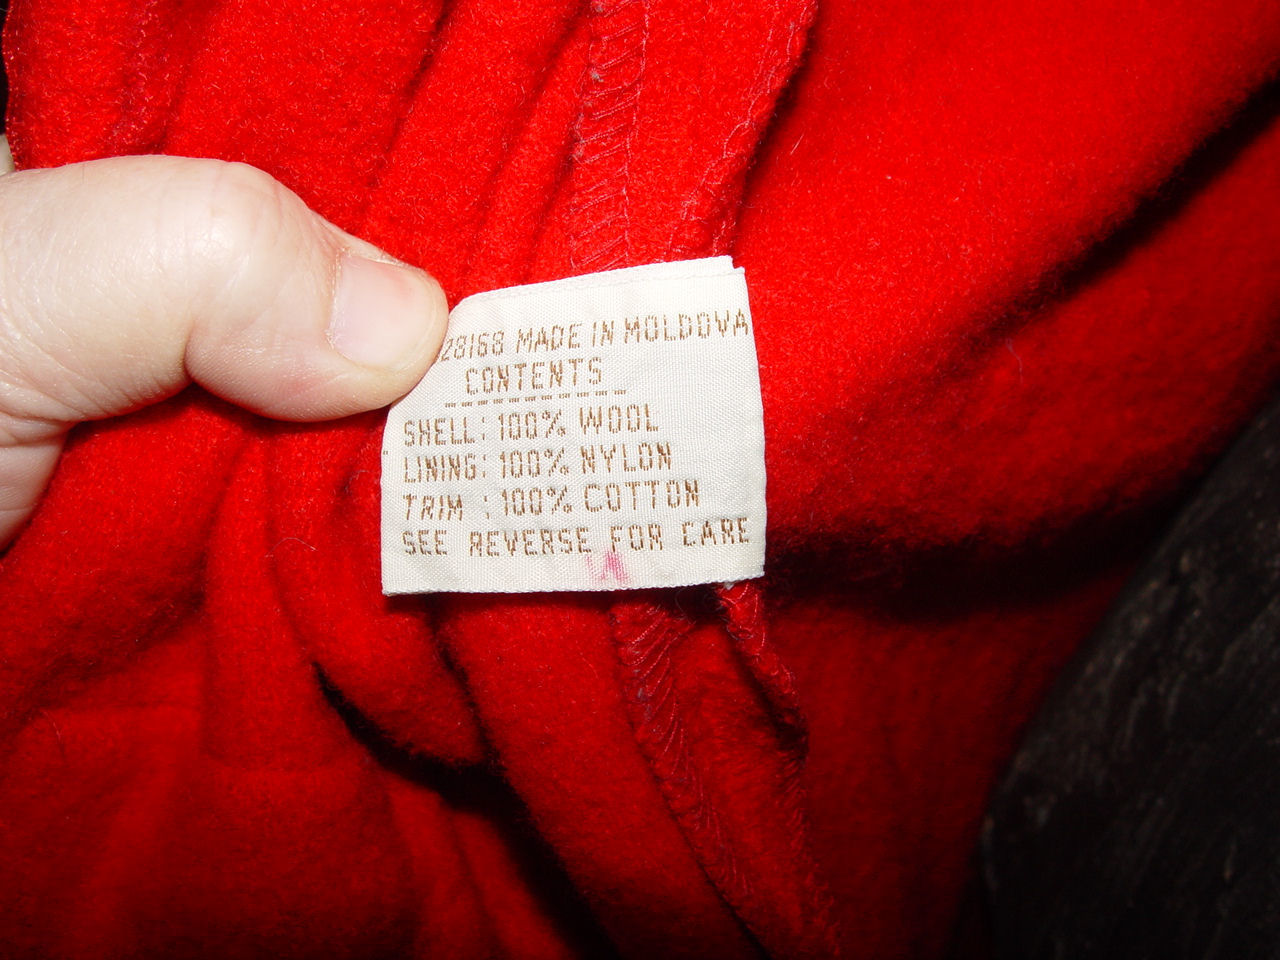 28168 MADE IN MOLDOVA
CONTENTS
SHELL: 100% WOOL
LINING: 100% NYLON
TRIM : 100% COTTON
SEE REVERSE FOR CARE